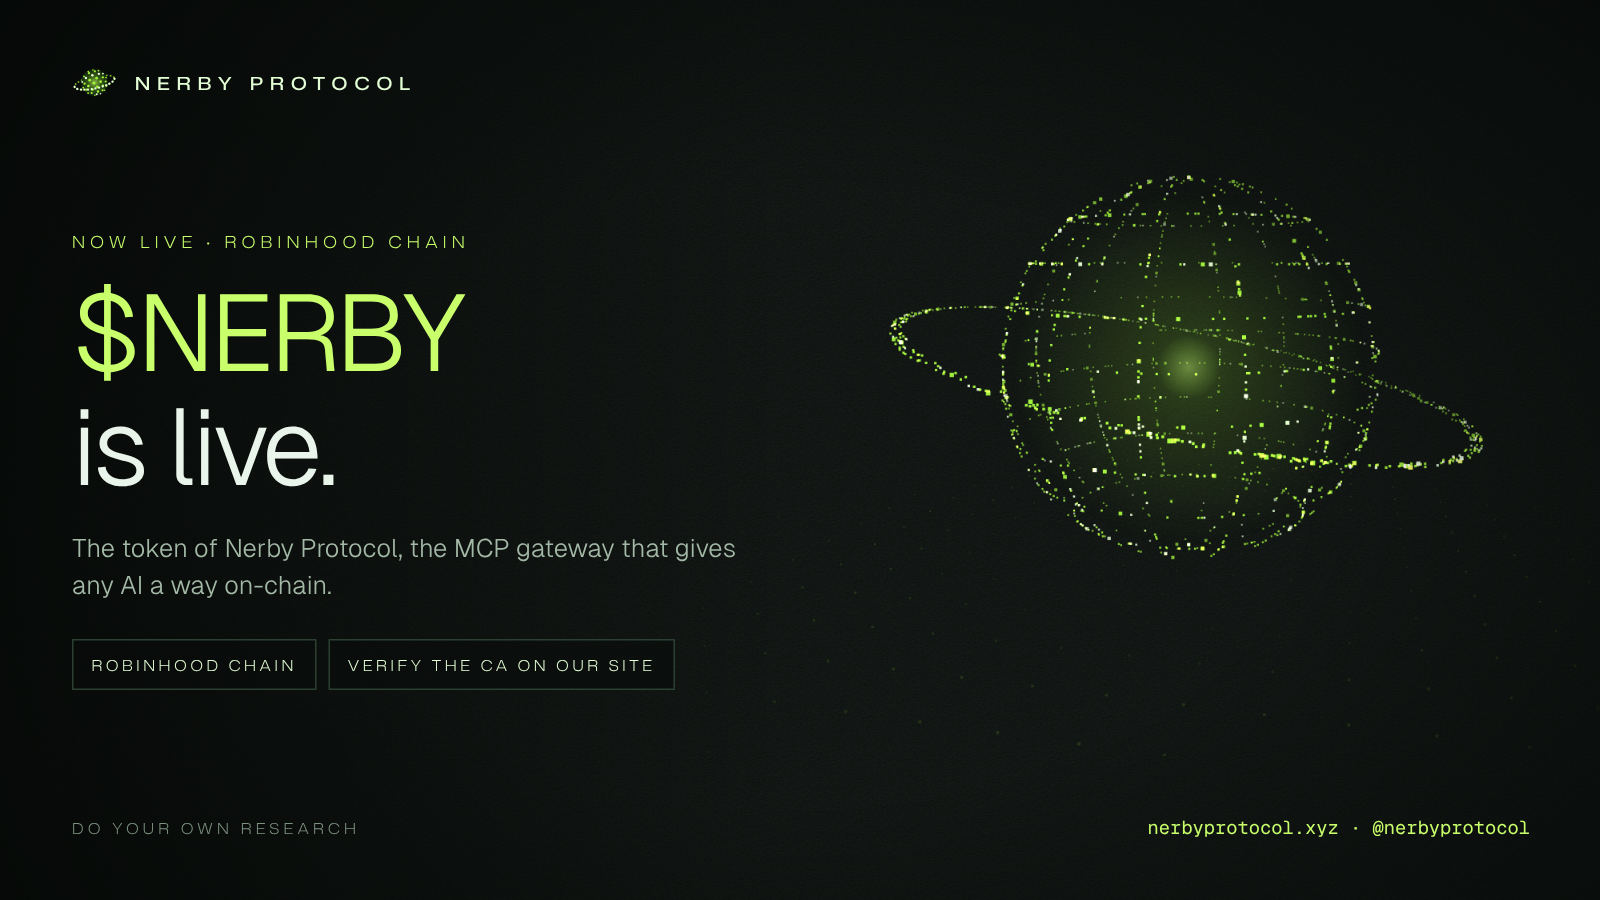 NERBY PROTOCOL
NOW LIVE · ROBINHOOD CHAIN
$NERBY
is live.
The token of Nerby Protocol, the MCP gateway that gives
any AI a way on-chain.
ROBINHOOD CHAIN
VERIFY THE CA ON OUR SITE
DO YOUR OWN RESEARCH
nerbyprotocol.xyz · @nerbyprotocol